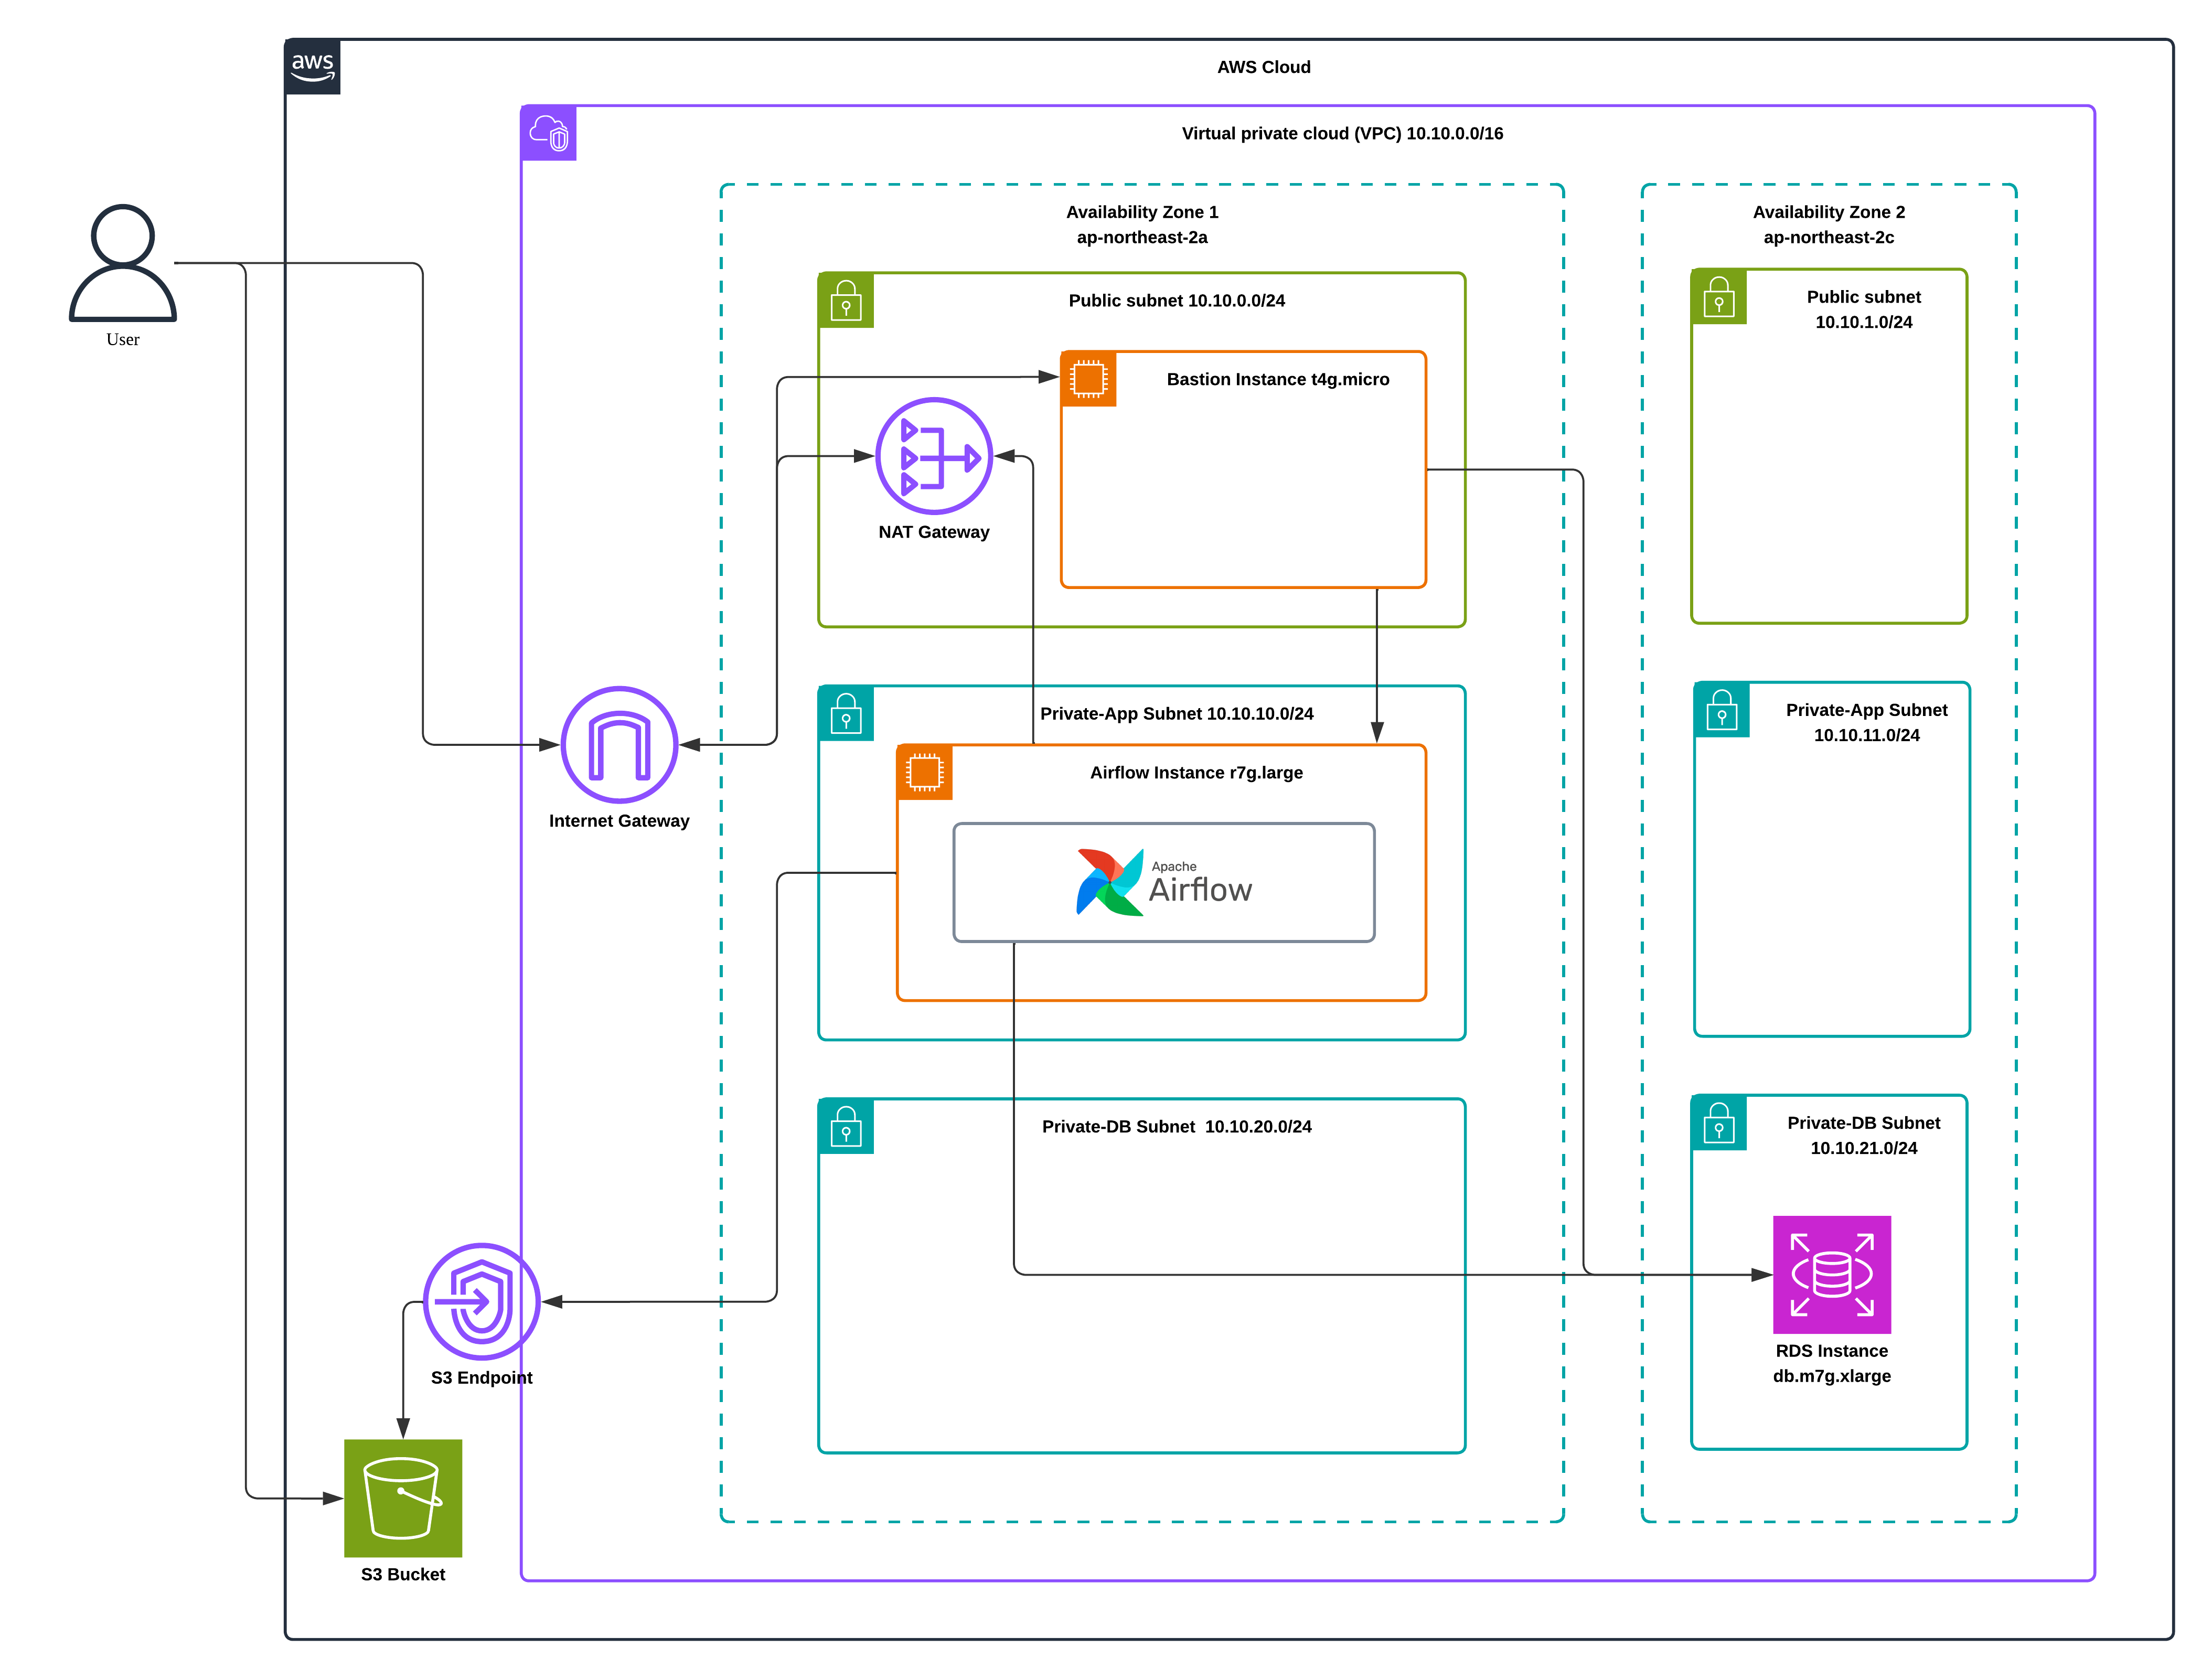 aws
AWS Cloud
Virtual private cloud (VPC) 10.10.0.0/16
Availability Zone 1
ap-northeast-2a
Availability Zone 2
ap-northeast-2c
User
Public subnet 10.10.0.0/24
Public subnet
10.10.1.0/24
Bastion Instance t4g.micro
NAT Gateway
Private-App Subnet 10.10.10.0/24
Private-App Subnet
10.10.11.0/24
Airflow Instance r7g.large
Internet Gateway
Apache
Airflow
Private-DB Subnet  10.10.20.0/24
Private-DB Subnet
10.10.21.0/24
RDS Instance
db.m7g.xlarge
S3 Endpoint
S3 Bucket